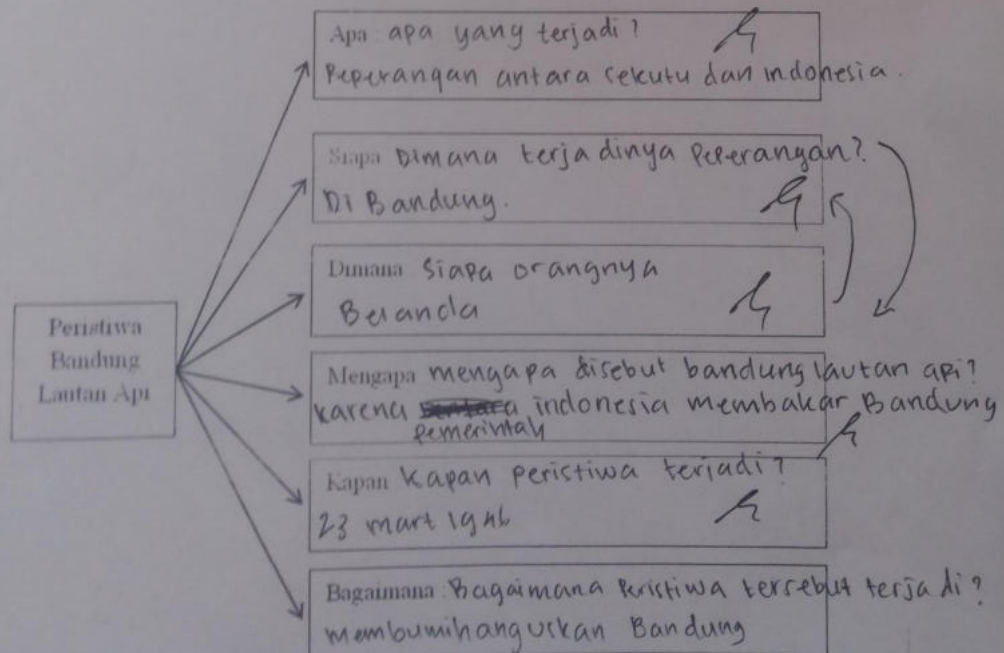 Apa : apa yang terjadi?
Peperangan antara sekutu dan indonesia.
Siapa Dimana terjadinya Peperangan?
Di Bandung.
Dimana Siapa orangnya
Belanda
Peristiwa
Bandung
Lautan Api
Mengapa mengapa disebut bandung lautan api?
karena indonesia membakar Bandung
pemerintah
Kapan Kapan peristiwa terjadi?
23 mart 1946
Bagaimana : Bagaimana Peristiwa tersebut terjadi?
membumihanguskan Bandung